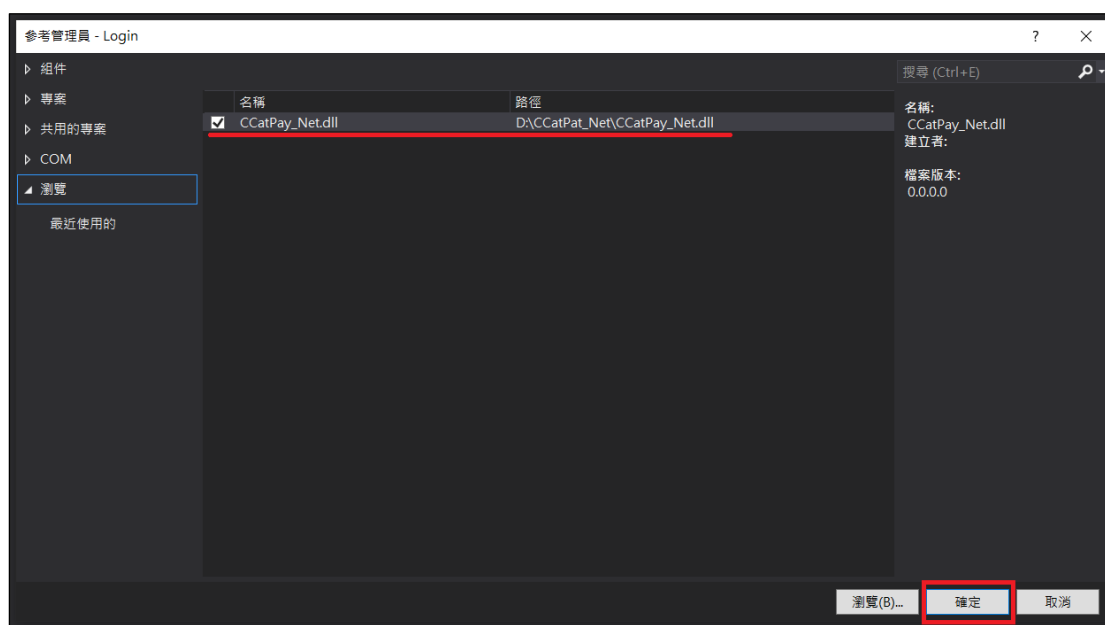 參考管理員 - Login
? ×
組件
搜尋 (Ctrl+E)
專案
名稱 路徑
名稱:
CCatPay_Net.dll D:\CCatPat_Net\CCatPay_Net.dll
CCatPay_Net.dll
共用的專案
建立者:
COM
檔案版本:
瀏覽
0.0.0.0
最近使用的
瀏覽(B)... 確定 取消